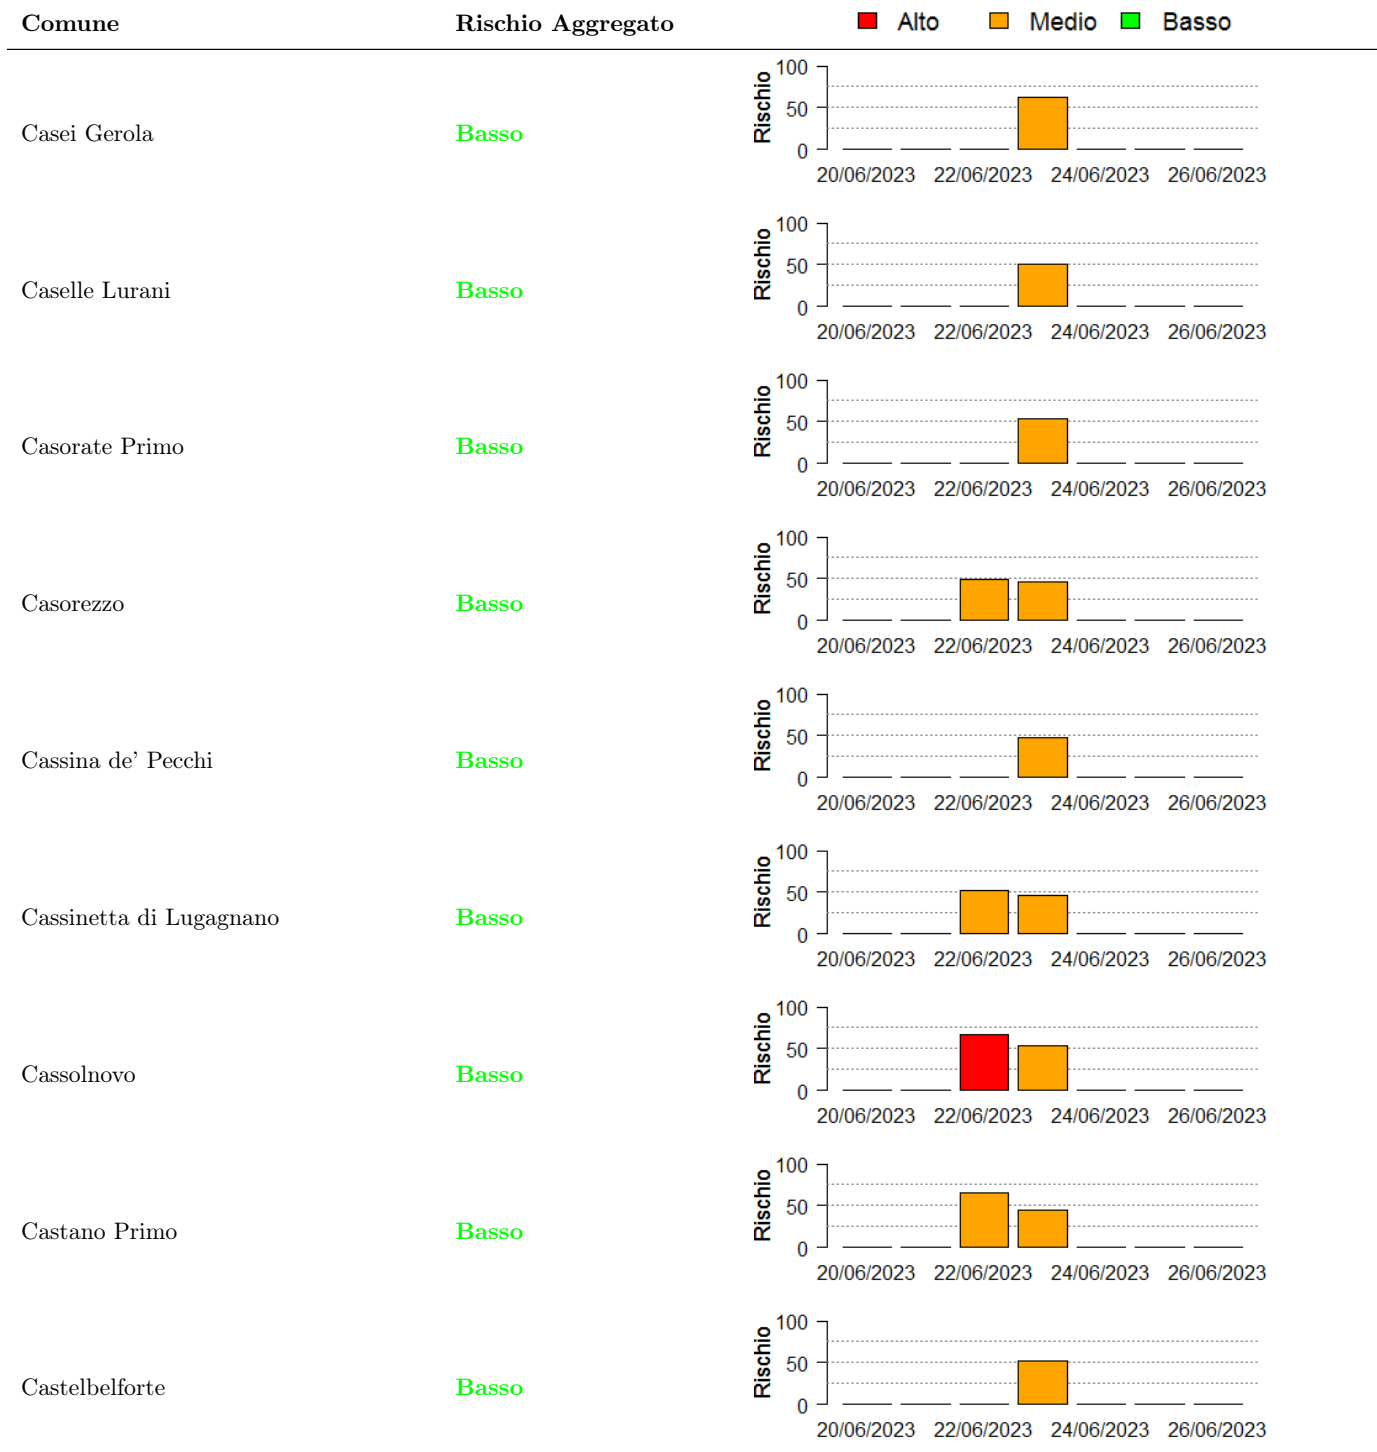 Comune Rischio Aggregato Alto Medio Basso
100
50
0
Rischio
Casei Gerola Basso
20/06/2023 22/06/2023 24/06/2023 26/06/2023
100
50
0
Rischio
Caselle Lurani Basso
20/06/2023 22/06/2023 24/06/2023 26/06/2023
100
50
0
Rischio
Casorate Primo Basso
20/06/2023 22/06/2023 24/06/2023 26/06/2023
100
50
0
Rischio
Casorezzo Basso
20/06/2023 22/06/2023 24/06/2023 26/06/2023
100
50
0
Rischio
Cassina de’ Pecchi Basso
20/06/2023 22/06/2023 24/06/2023 26/06/2023
100
50
0
Rischio
Cassinetta di Lugagnano Basso
20/06/2023 22/06/2023 24/06/2023 26/06/2023
100
50
0
Rischio
Cassolnovo Basso
20/06/2023 22/06/2023 24/06/2023 26/06/2023
100
50
0
Rischio
Castano Primo Basso
20/06/2023 22/06/2023 24/06/2023 26/06/2023
100
50
0
Rischio
Castelbelforte Basso
20/06/2023 22/06/2023 24/06/2023 26/06/2023